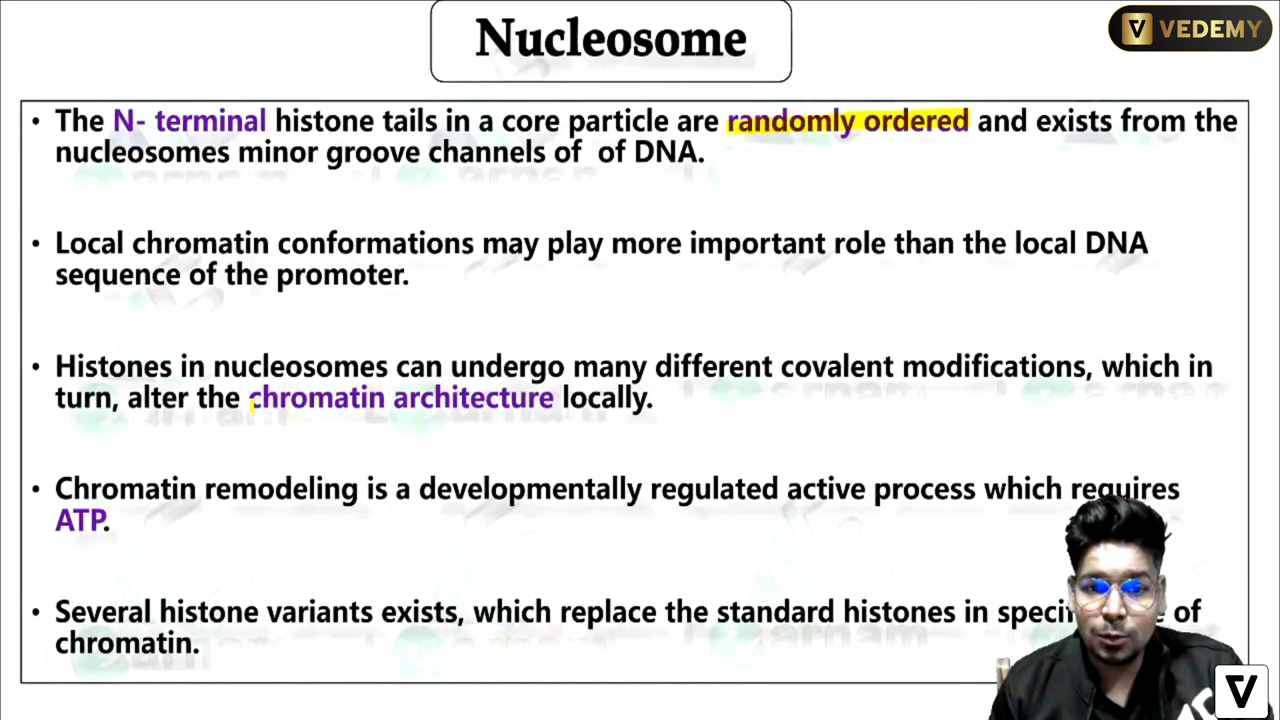 Nucleosome
VEDEMY
• The N- terminal histone tails in a core particle are randomly ordered and exists from the
nucleosomes minor groove channels of of DNA.
• Local chromatin conformations may play more important role than the local DNA
sequence of the promoter.
• Histones in nucleosomes can undergo many different covalent modifications, which in
turn, alter the chromatin architecture locally.
• Chromatin remodeling is a developmentally regulated active process which requires
ATP.
• Several histone variants exists, which replace the standard histones in of
chromatin.